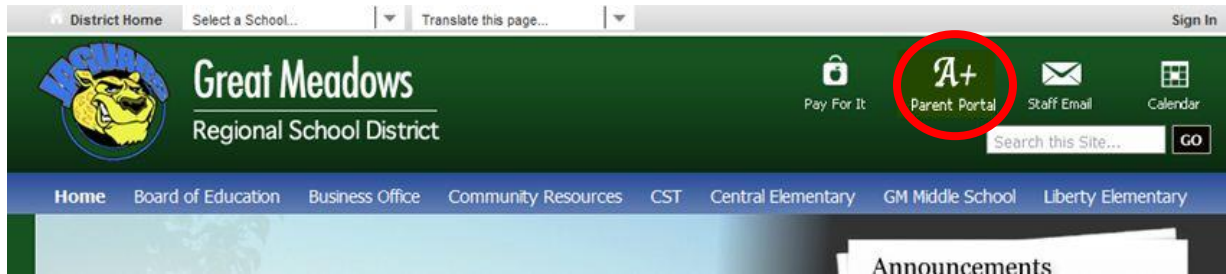 District Home Select a School... Translate this page... Sign In
JAGUARS
Great Meadows
Regional School District
Pay For It
A+
Parent Portal
Staff Email
Calendar
Search this Site... GO
Home Board of Education Business Office Community Resources CST Central Elementary GM Middle School Liberty Elementary
Announcements